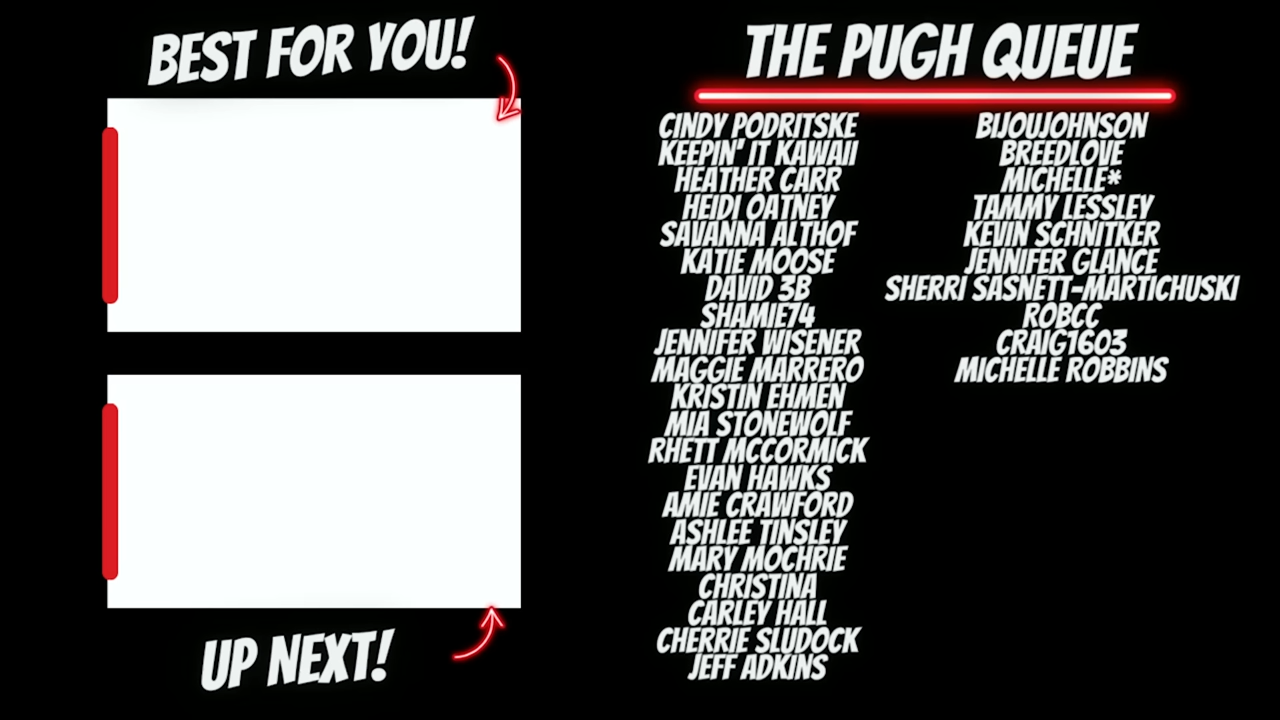 BEST FOR YOU!
UP NEXT!
THE PUGH QUEUE
CINDY PODRITSKE
KEEPIN' IT KAWAII
HEATHER CARR
HEIDI OATNEY
SAVANNA ALTHOF
KATIE MOOSE
DAVID 3B
SHAMIE74
JENNIFER WISENER
MAGGIE MARRERO
KRISTIN EHMEN
MIA STONEWOLF
RHETT MCCORMICK
EVAN HAWKS
AMIE CRAWFORD
ASHLEE TINSLEY
MARY MOCHRIE
CHRISTINA
CARLEY HALL
CHERRIE SLUDOCK
JEFF ADKINS
BIJOUJOHNSON
BREEDLOVE
MICHELLE*
TAMMY LESSLEY
KEVIN SCHNITKER
JENNIFER GLANCE
SHERRI SASNETT-MARTICHUSKI
ROBCC
CRAIG1603
MICHELLE ROBBINS